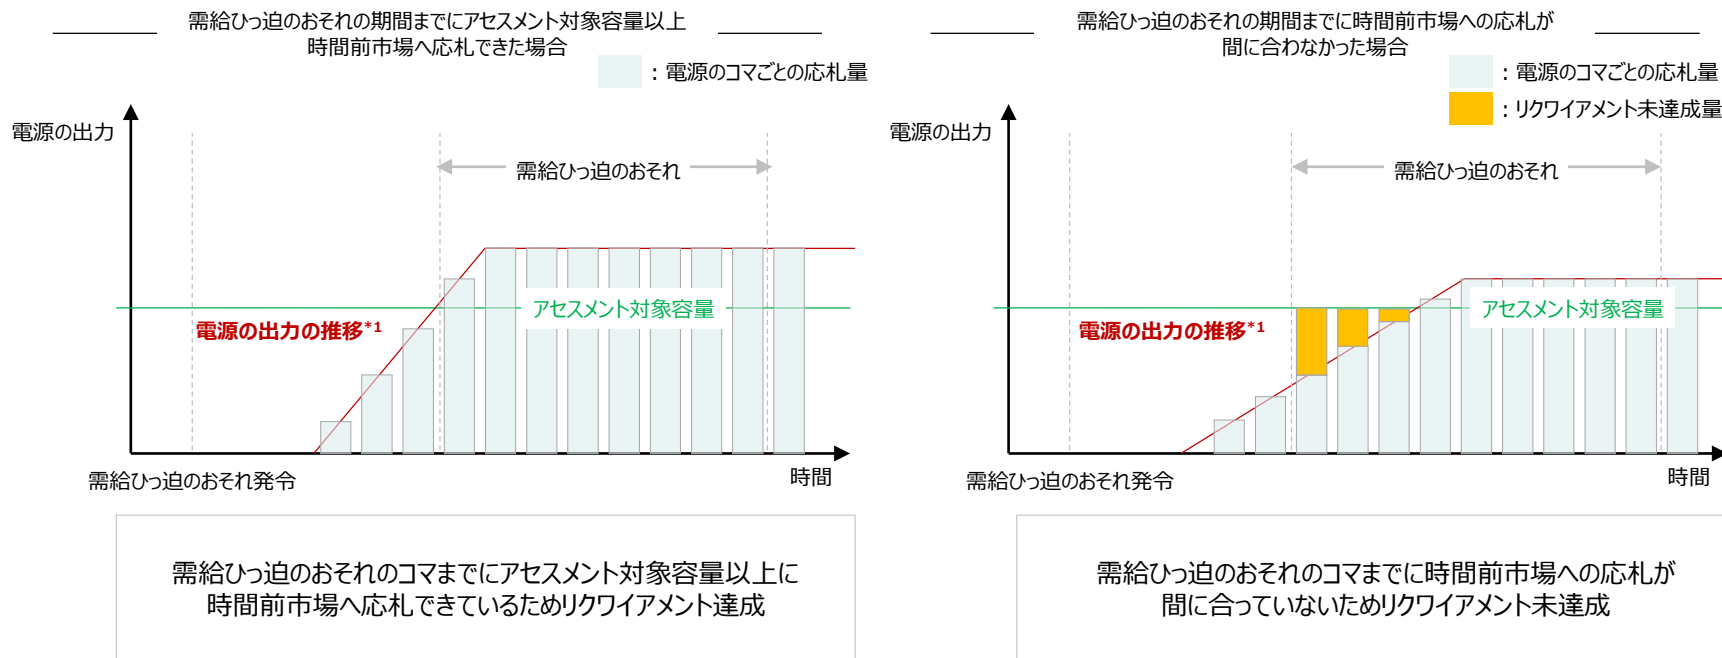 需給ひっ迫のおそれの期間までにアセスメント対象容量以上
時間前市場へ応札できた場合
：電源のコマごとの応札量
電源の出力
需給ひっ迫のおそれ
アセスメント対象容量
電源の出力の推移*1
需給ひっ迫のおそれ発令
時間
需給ひっ迫のおそれのコマまでにアセスメント対象容量以上に
時間前市場へ応札できているためリクワイアメント達成
需給ひっ迫のおそれの期間までに時間前市場への応札が
間に合わなかった場合
：電源のコマごとの応札量
：リクワイアメント未達成量
電源の出力
需給ひっ迫のおそれ
アセスメント対象容量
電源の出力の推移*1
需給ひっ迫のおそれ発令
時間
需給ひっ迫のおそれのコマまでに時間前市場への応札が
間に合っていないためリクワイアメント未達成